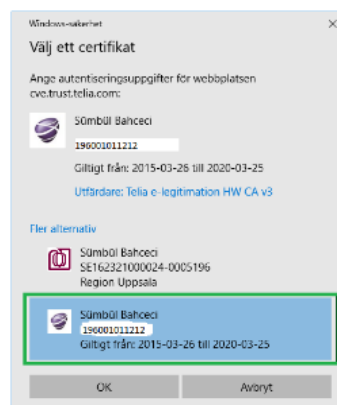 Windows-säkerhet
Välj ett certifikat
Ange autentiseringsuppgifter för webbplatsen
cve.trust.telia.com:
Sümbül Bahceci
196001011212
Giltigt från: 2015-03-26 till 2020-03-25
Utfärdare: Telia e-legitimation HW CA v3
Fler alternativ
Sümbül Bahceci
SE162321000024-0005196
Region Uppsala
Sümbül Bahceci
196001011212
Giltigt från: 2015-03-26 till 2020-03-25
OK
Avbryt